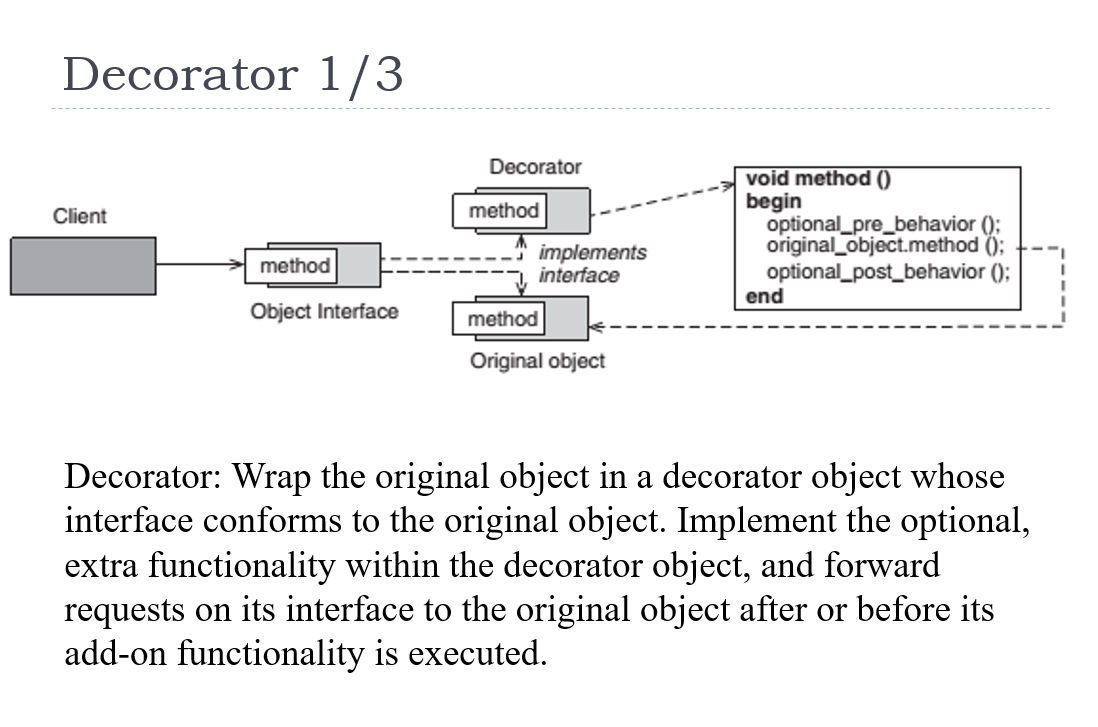 Decorator 1/3
Decorator
Client
method
method
Object Interface
implements
interface
method
Original object
void method ()
begin
optional_pre_behavior ();
original_object.method ();
optional_post_behavior ();
end
Decorator: Wrap the original object in a decorator object whose
interface conforms to the original object. Implement the optional,
extra functionality within the decorator object, and forward
requests on its interface to the original object after or before its
add-on functionality is executed.